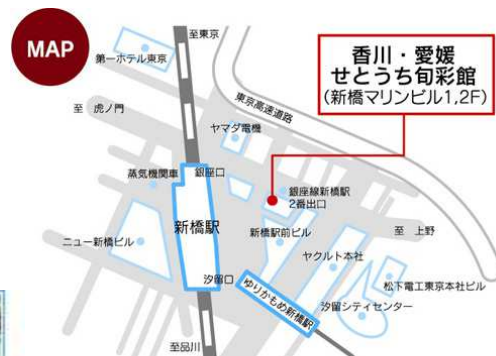 MAP
至東京
第一ホテル東京
香川・愛媛
せとうち旬彩館
(新橋マリンビル1,2F)
至 虎ノ門
東京高速道路
ヤマダ電機
蒸気機関車
銀座口
銀座線新橋駅
2番出口
新橋駅
ニュー新橋ビル
新橋駅前ビル
至 上野
ヤクルト本社
汐留口
ゆりかもめ新橋駅
松下電工東京本社ビル
汐留シティセンター
至品川